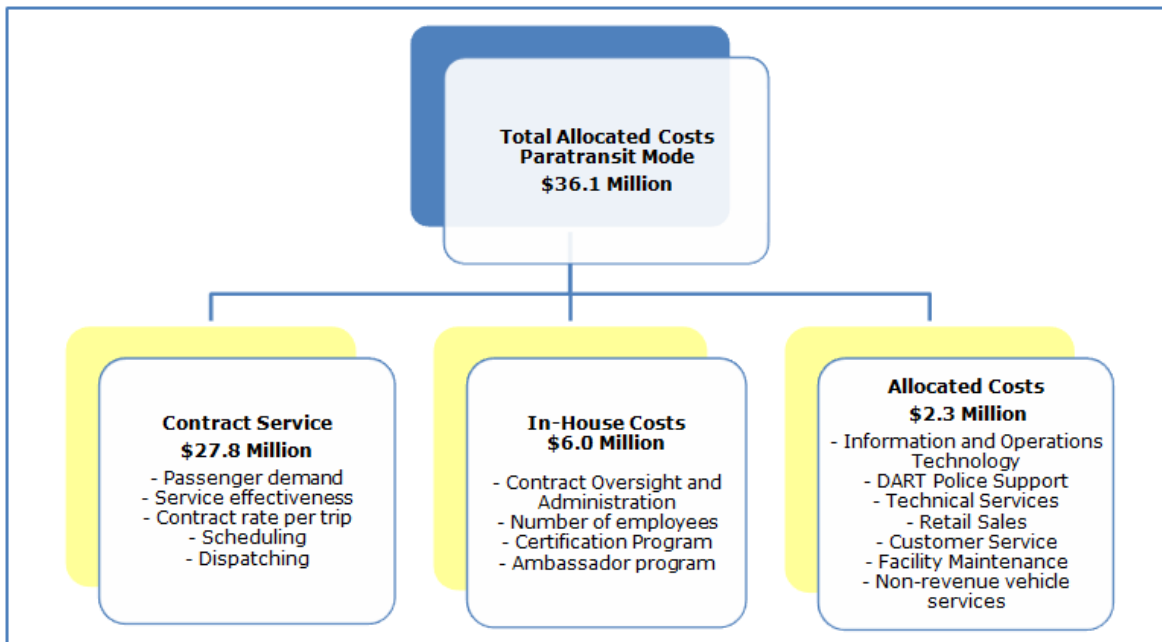 Total Allocated Costs
Paratransit Mode
$36.1 Million
Contract Service
$27.8 Million
- Passenger demand
- Service effectiveness
- Contract rate per trip
- Scheduling
- Dispatching
In-House Costs
$6.0 Million
- Contract Oversight and
Administration
- Number of employees
- Certification Program
- Ambassador program
Allocated Costs
$2.3 Million
- Information and Operations
Technology
- DART Police Support
- Technical Services
- Retail Sales
- Customer Service
- Facility Maintenance
- Non-revenue vehicle
services